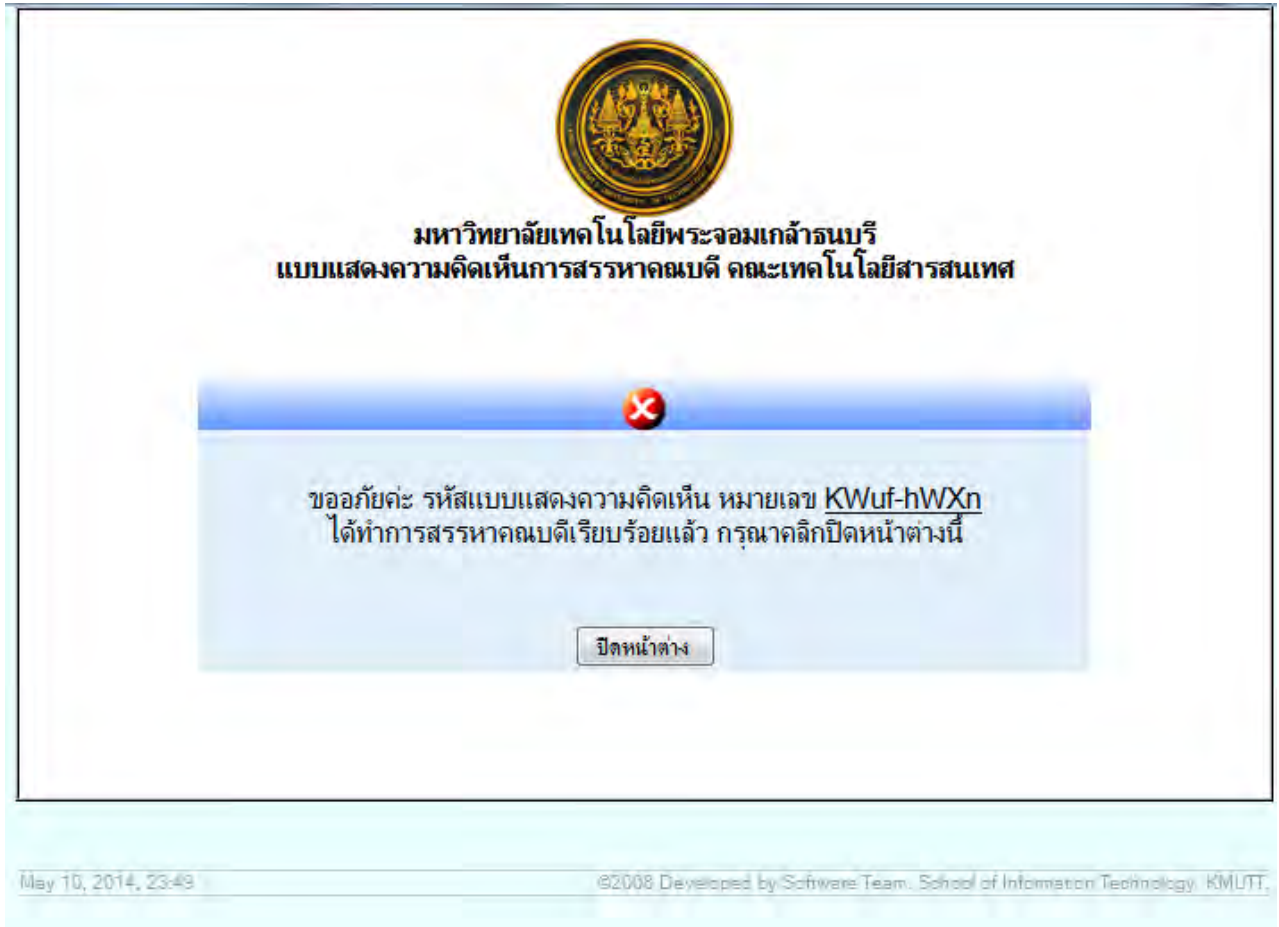 มหาวิทยาลัยเทคโนโลยีพระจอมเกล้าธนบุรี
แบบแสดงความคิดเห็นการสรรหาคณบดี คณะเทคโนโลยีสารสนเทศ
ขออภัยค่ะ รหัสแบบแสดงความคิดเห็น หมายเลข KWuf-hWXn
ได้ทำการสรรหาคณบดีเรียบร้อยแล้ว กรุณาคลิกปิดหน้าต่างนี้
ปิดหน้าต่าง
May 10, 2014, 23:49
©2008 Developed by Software Team. School of Information Technology. KMUTT.